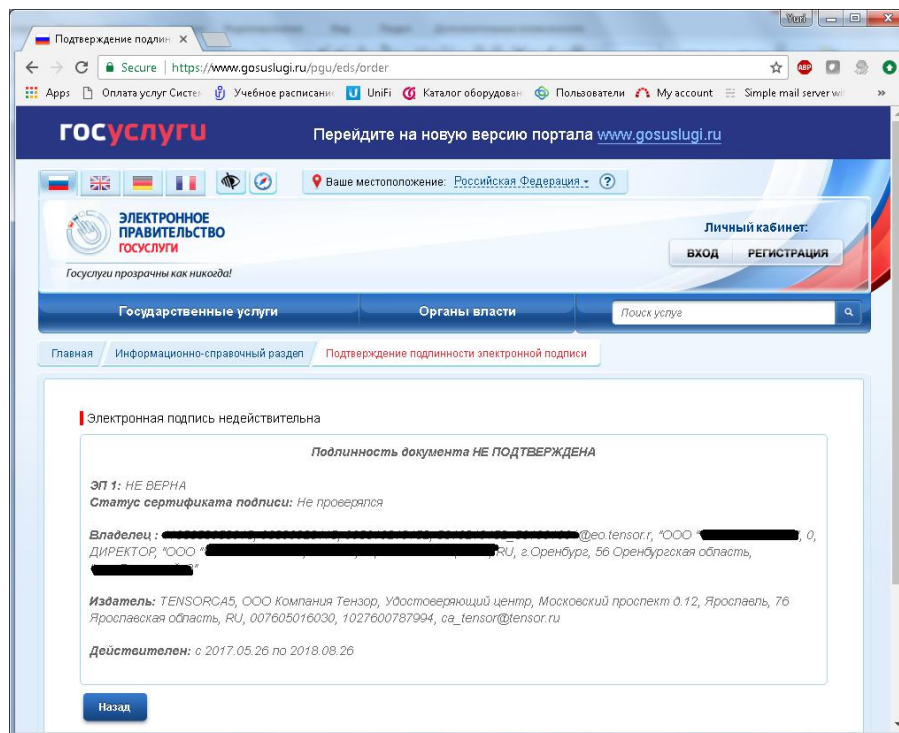 Yuri
Подтверждение подлин
Secure | https://www.gosuslugi.ru/pgu/eds/order
ABP
Apps Оплата услуг Систе Учебное расписани UniFi Каталог оборудован Пользователи My account Simple mail server wi »
госуслуги Перейдите на новую версию портала www.gosuslugi.ru
Ваше местоположение: Российская Федерация ?
ЭЛЕКТРОННОЕ
ПРАВИТЕЛЬСТВО
ГОСУСЛУГИ
Госуслуги прозрачны как никогда!
Личный кабинет:
ВХОД РЕГИСТРАЦИЯ
Государственные услуги Органы власти Поиск услуг
Главная Информационно-справочный раздел Подтверждение подлинности электронной подписи
Электронная подпись недействительна
Подлинность документа НЕ ПОДТВЕРЖДЕНА
ЭП 1: НЕ ВЕРНА
Статус сертификата подписи: Не проверялся
Владелец : @eo.tensor.r, "ООО " , 0,
ДИРЕКТОР, "ООО " RU, г.Оренбург, 56 Оренбургская область,
Издатель: TENSORCA5, ООО Компания Тензор, Удостоверяющий центр, Московский проспект д.12, Ярославль, 76
Ярославская область, RU, 007605016030, 1027600787994, ca_tensor@tensor.ru
Действителен: с 2017.05.26 по 2018.08.26
Назад